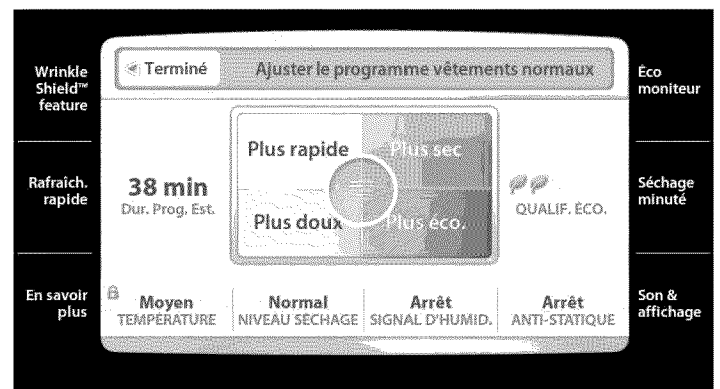 Wrinkle
Shield™
feature
Rafraîch.
rapide
En savoir
plus
Terminé
Ajuster le programme vêtements normaux
Plus rapide
Plus sec
Plus doux
Plus éco.
38 min
Dur. Prog. Est.
QUALIF. ÉCO.
Moyen
TEMPÉRATURE
Normal
NIVEAU SÉCHAGE
Arrêt
SIGNAL D'HUMID.
Arrêt
ANTI-STATIQUE
Éco
moniteur
Séchage
minuté
Son &
affichage